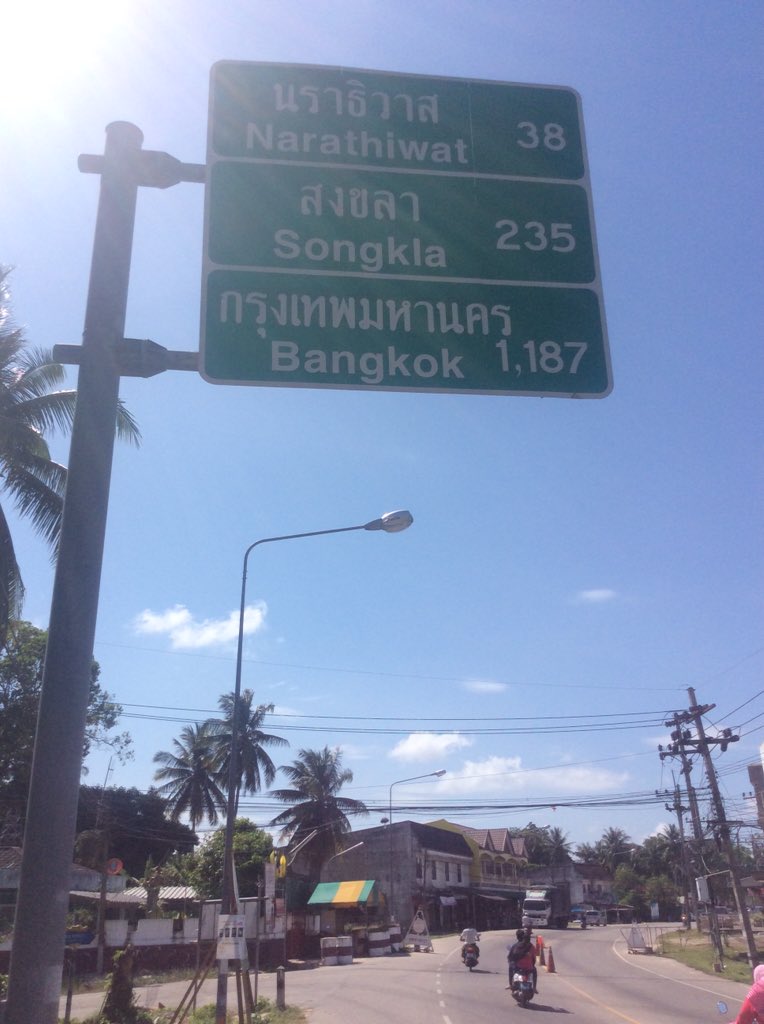 นราธิวาส
Narathiwat 38
สงขลา
Songkla 235
กรุงเทพมหานคร
Bangkok 1,187